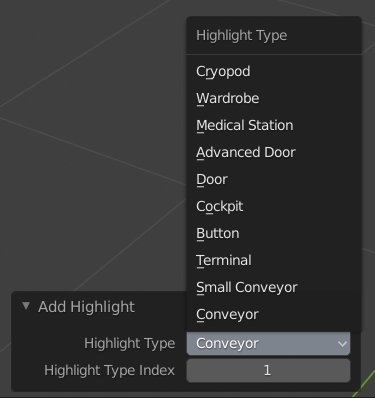 Highlight Type
Cryopod
Wardrobe
Medical Station
Advanced Door
Door
Cockpit
Button
Terminal
Small Conveyor
Conveyor
Add Highlight
Highlight Type Conveyor
Highlight Type Index 1